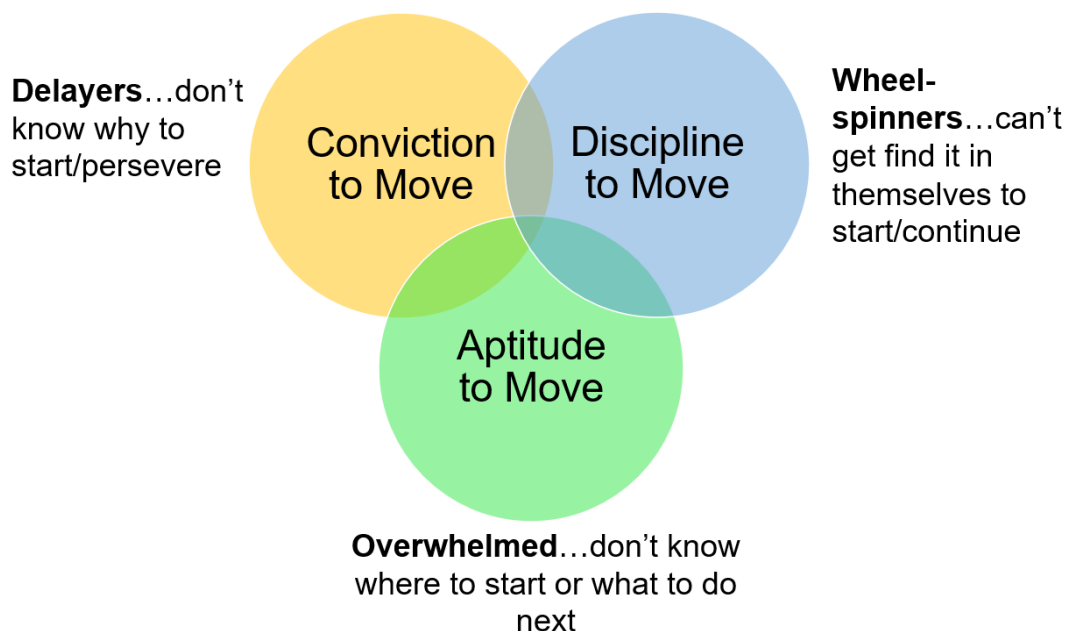 Delayers…don’t
know why to
start/persevere
Conviction
to Move
Discipline
to Move
Wheel-
spinners…can’t
get find it in
themselves to
start/continue
Aptitude
to Move
Overwhelmed…don’t know
where to start or what to do
next